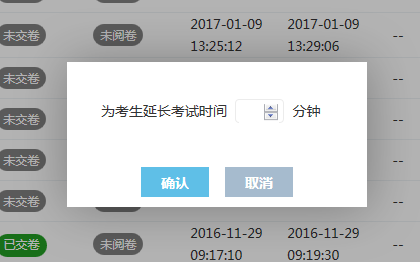 未交卷 未阅卷 2017-01-09 13:25:12 2017-01-09 13:29:06 --
未交卷 --
为考生延长考试时间 分钟
未交卷 --
未交卷 --
确认 取消
未交卷 --
已交卷 未阅卷 2016-11-29 09:17:10 2016-11-29 09:19:30 --